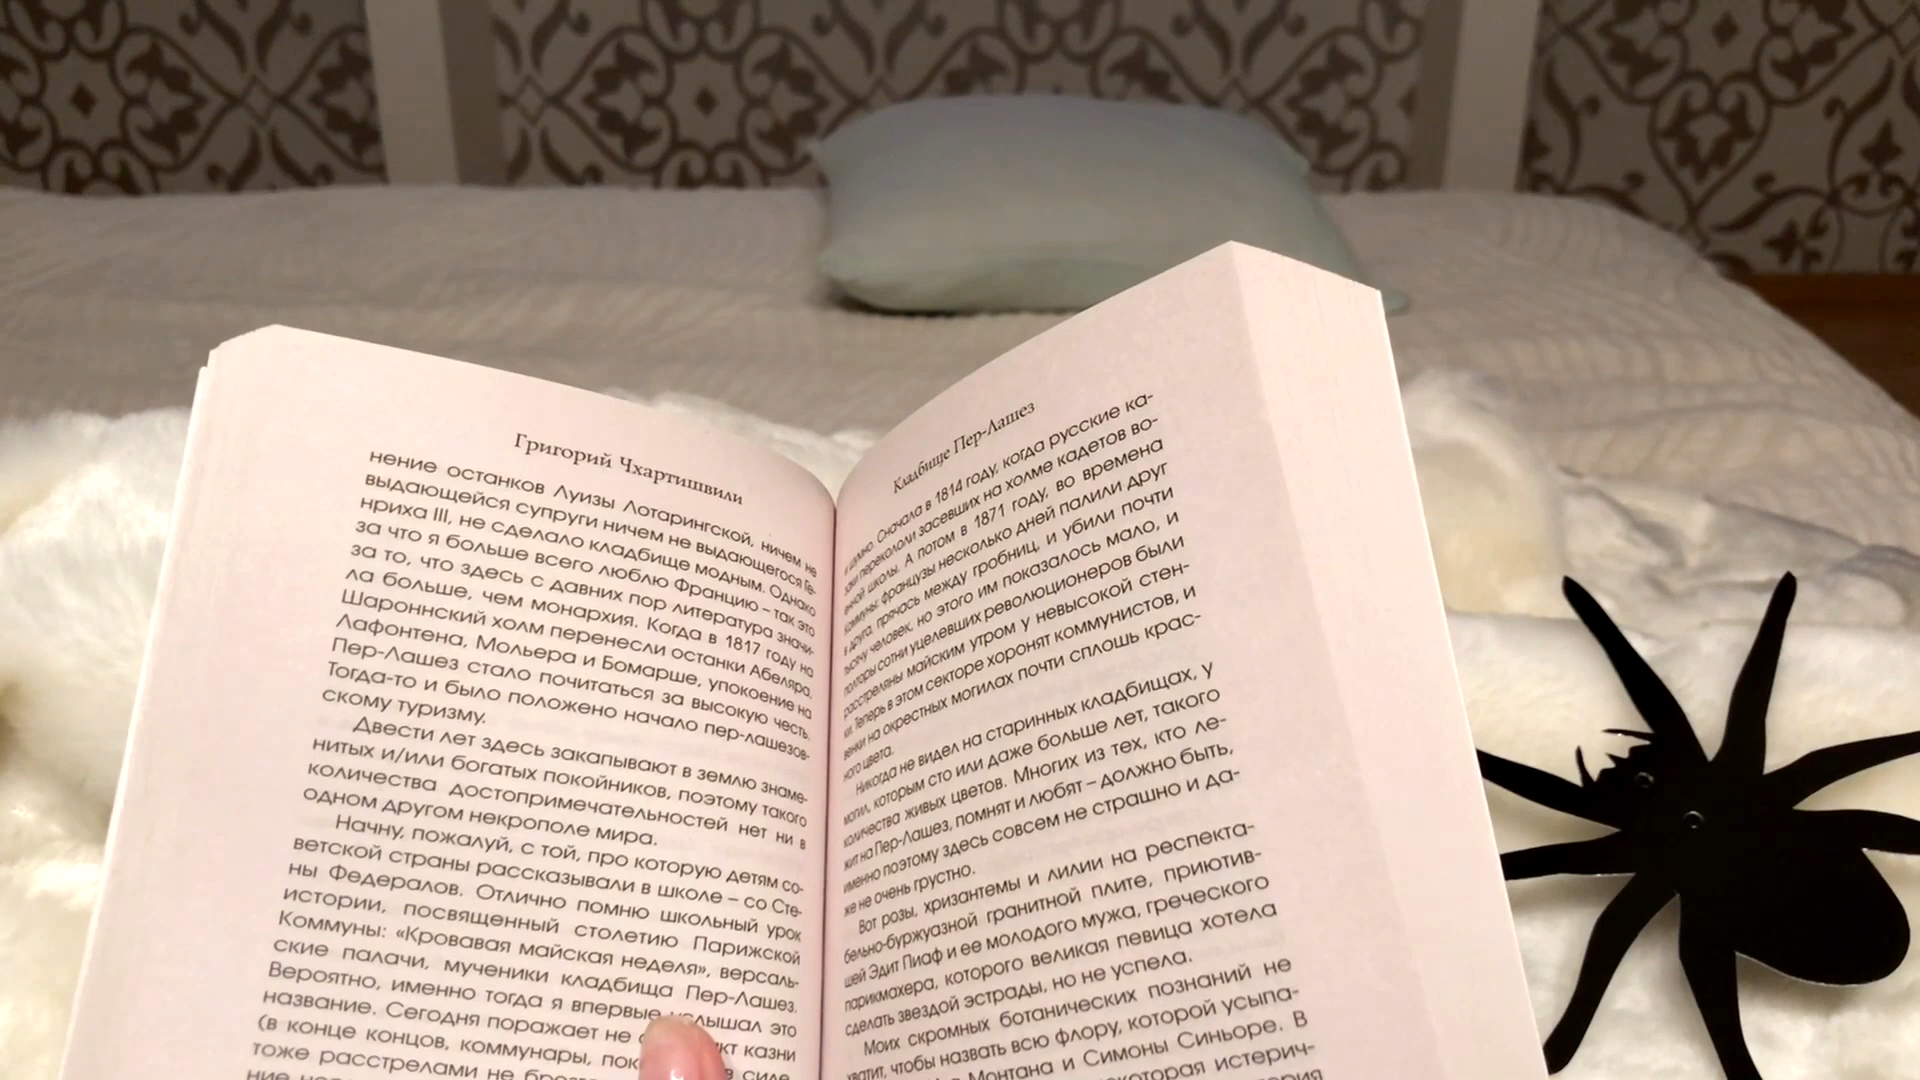 Григорий Чхартишвили
нение останков Луизы Лотарингской, ничем не
выдающейся супруги ничем не выдающегося Ге-
нриха III, не сделало кладбище модным. Однако
за что я больше всего люблю Францию – так это
за то, что здесь с давних пор литература значи-
ла больше, чем монархия. Когда в 1817 году на
Шароннский холм перенесли останки Абеляра,
Лафонтена, Мольера и Бомарше, упокоение на
Пер-Лашез стало почитаться за высокую честь.
Тогда-то и было положено начало пер-лашезов-
скому туризму.
Двести лет здесь закапывают в землю знаме-
нитых и/или богатых покойников, поэтому такого
количества достопримечательностей нет ни в
одном другом некрополе мира.
Начну, пожалуй, с той, про которую детям со-
ветской страны рассказывали в школе – со Сте-
ны Федералов. Отлично помню школьный урок
истории, посвященный столетию Парижской
Коммуны: «Кровавая майская неделя», версаль-
ские палачи, мученики кладбища Пер-Лашез.
Вероятно, именно тогда я впервые услышал это
название. Сегодня поражает не казни
(в конце концов, коммунары, в силе,
тоже расстрелами не
ние
Кладбище Пер-Лашез
и шумно. Сначала в 1814 году, когда русские ка-
заки перекололи засевших на холме кадетов во-
енной школы. А потом в 1871 году, во времена
Коммуны: французы несколько дней палили друг
в друга, прячась между гробниц, и убили почти
тысячу человек, но этого им показалось мало, и
полторы сотни уцелевших революционеров были
расстреляны майским утром у невысокой стен-
ки. Теперь в этом секторе хоронят коммунистов, и
венки на окрестных могилах почти сплошь крас-
ного цвета.
Никогда не видел на старинных кладбищах, у
могил, которым сто или даже больше лет, такого
количества живых цветов. Многих из тех, кто ле-
жит на Пер-Лашез, помнят и любят – должно быть,
именно поэтому здесь совсем не страшно и да-
же не очень грустно.
Вот розы, хризантемы и лилии на респекта-
бельно-буржуазной гранитной плите, приютив-
шей Эдит Пиаф и ее молодого мужа, греческого
парикмахера, которого великая певица хотела
сделать звездой эстрады, но не успела.
Моих скромных ботанических познаний не
хватит, чтобы назвать всю флору, которой усыпа-
Монтана и Симоны Синьоре. В
некоторая истерич-